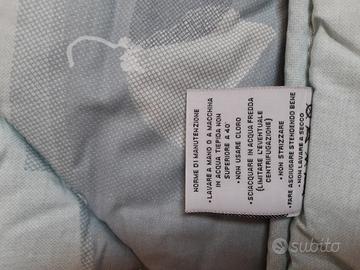 NORME DI MANUTENZIONE
• LAVARE A MANO O A MACCHINA
IN ACQUA TIEPIDA NON
SUPERIORE A 40°
• NON USARE CLORO
• SCIACQUARE IN ACQUA FREDDA
(LIMITARE L'EVENTUALE
CENTRIFUGAZIONE)
• NON STRIZZARE
• FARE ASCIUGARE STENDENDO BENE
• NON LAVARE A SECCO
subito